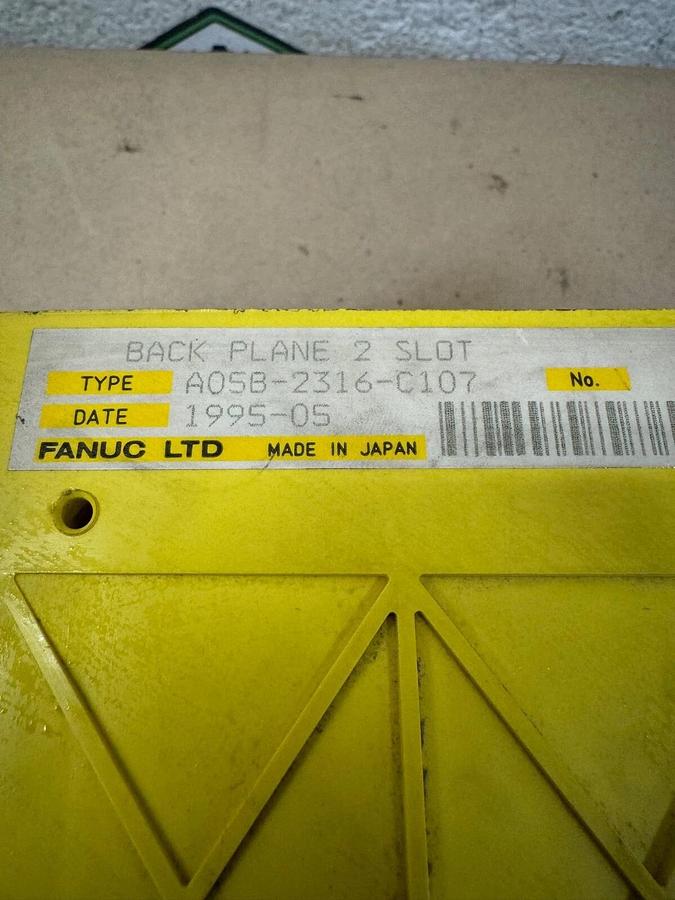 BACK PLANE 2 SLOT
TYPE A05B-2316-C107 No.
DATE 1995-05
FANUC LTD MADE IN JAPAN